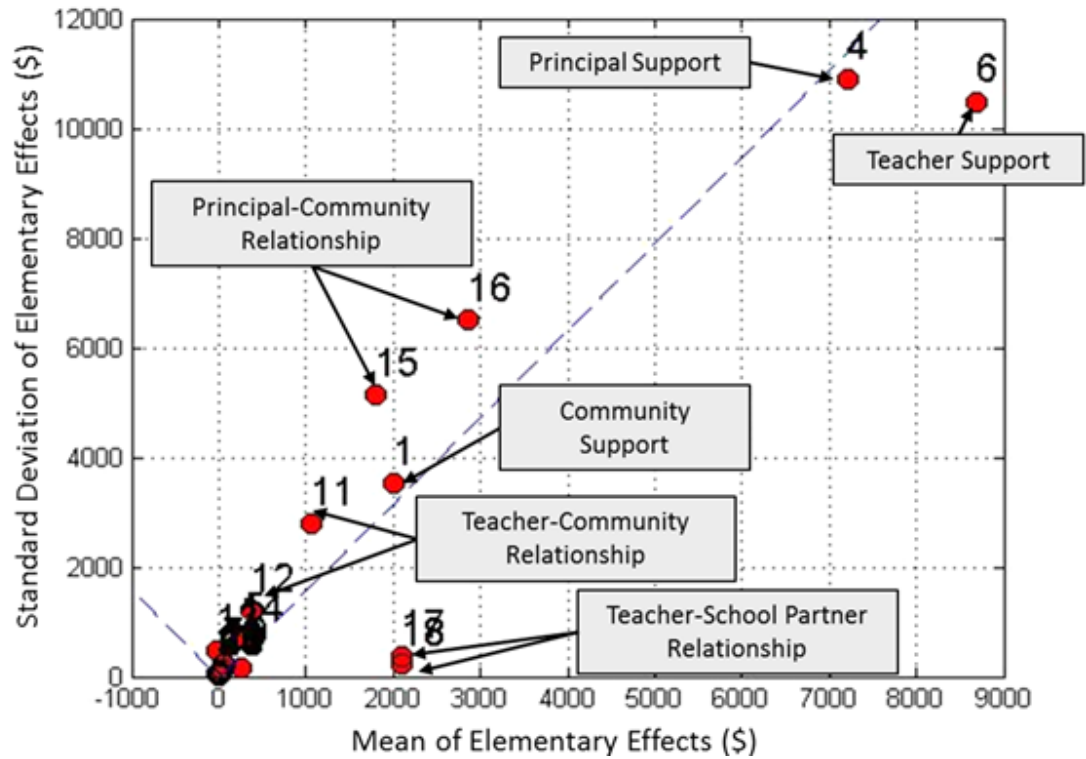 12000
10000
8000
6000
4000
2000
0
-1000
0
1000
2000
3000
4000
5000
6000
7000
8000
9000
Standard Deviation of Elementary Effects ($)
Mean of Elementary Effects ($)
Principal Support
4
6
Teacher Support
Principal-Community
Relationship
16
15
Community
Support
1
11
Teacher-Community
Relationship
12
Teacher-School Partner
Relationship